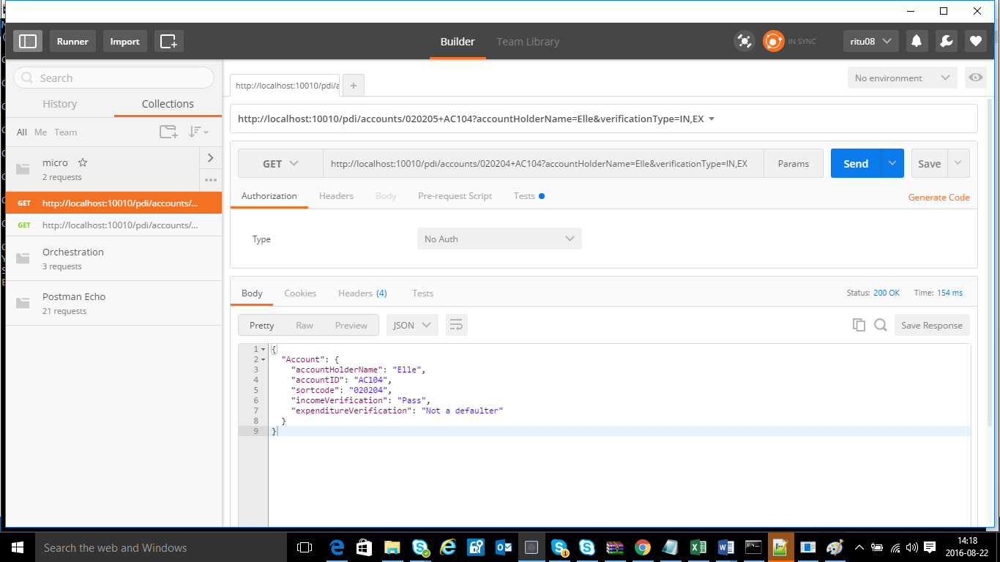 Runner
Import
Builder
Team Library
IN SYNC
ritu08
Search
History
Collections
All Me Team
micro
2 requests
GET http://localhost:10010/pdi/accounts/...
GET http://localhost:10010/pdi/accounts/...
Orchestration
3 requests
Postman Echo
21 requests
http://localhost:10010/pdi/a
+
No environment
http://localhost:10010/pdi/accounts/020205+AC104?accountHolderName=Elle&verificationType=IN,EX
GET
http://localhost:10010/pdi/accounts/020204+AC104?accountHolderName=Elle&verificationType=IN,EX
Params
Send
Save
Authorization
Headers
Body
Pre-request Script
Tests
Generate Code
Type
No Auth
Body
Cookies
Headers (4)
Tests
Status: 200 OK
Time: 154 ms
Pretty
Raw
Preview
JSON
Save Response
1 {
2 "Account": {
3 "accountHolderName": "Elle",
4 "accountID": "AC104",
5 "sortcode": "020204",
6 "incomeVerification": "Pass",
7 "expenditureVerification": "Not a defaulter"
8 }
9 }
Search the web and Windows
14:18
2016-08-22